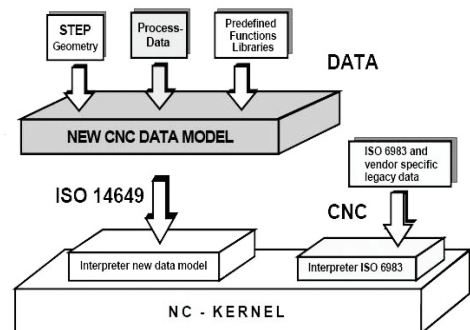 STEP
Geometry
Process-
Data
Predefined
Functions
Libraries
DATA
NEW CNC DATA MODEL
ISO 6983 and
vendor specific
legacy data
ISO 14649
CNC
Interpreter new data model
Interpreter ISO 6983
NC - KERNEL